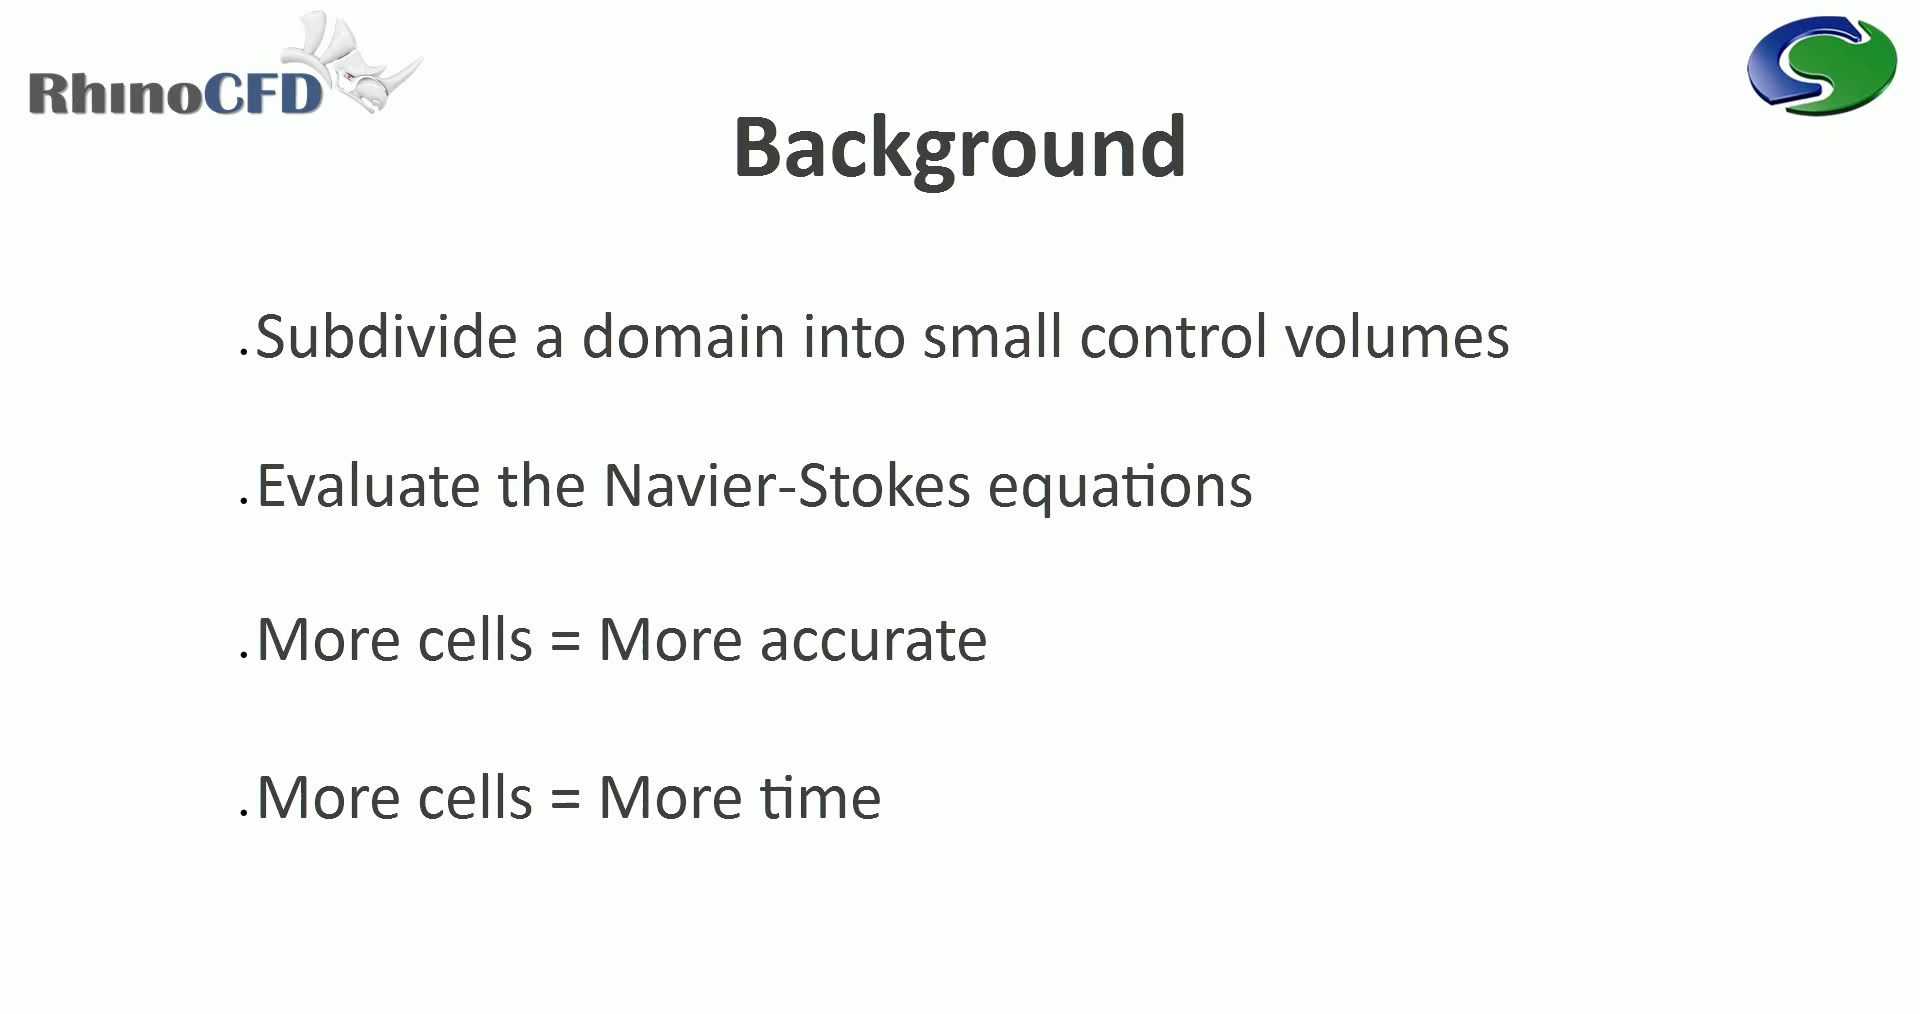 RhinoCFD
Background
.Subdivide a domain into small control volumes
.Evaluate the Navier-Stokes equations
.More cells = More accurate
.More cells = More time